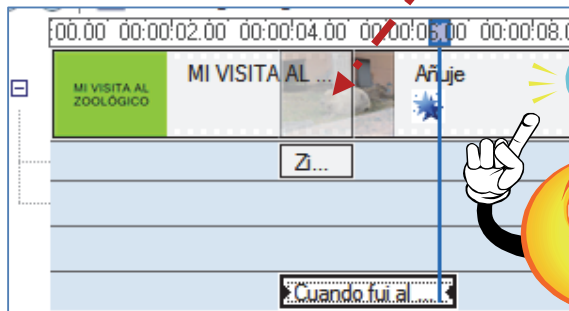 :00.00 00:00:02.00 00:00:04.00 00:00:06.00 00:00:08.0
MI VISITA AL
ZOOLÓGICO
MI VISITA AL ...
Añuje
Zi...
Cuando fui al ....